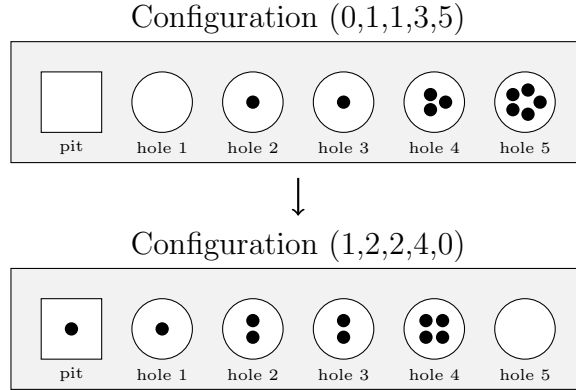 Configuration (0,1,1,3,5)
pit hole 1 hole 2 hole 3 hole 4 hole 5
Configuration (1,2,2,4,0)
pit hole 1 hole 2 hole 3 hole 4 hole 5